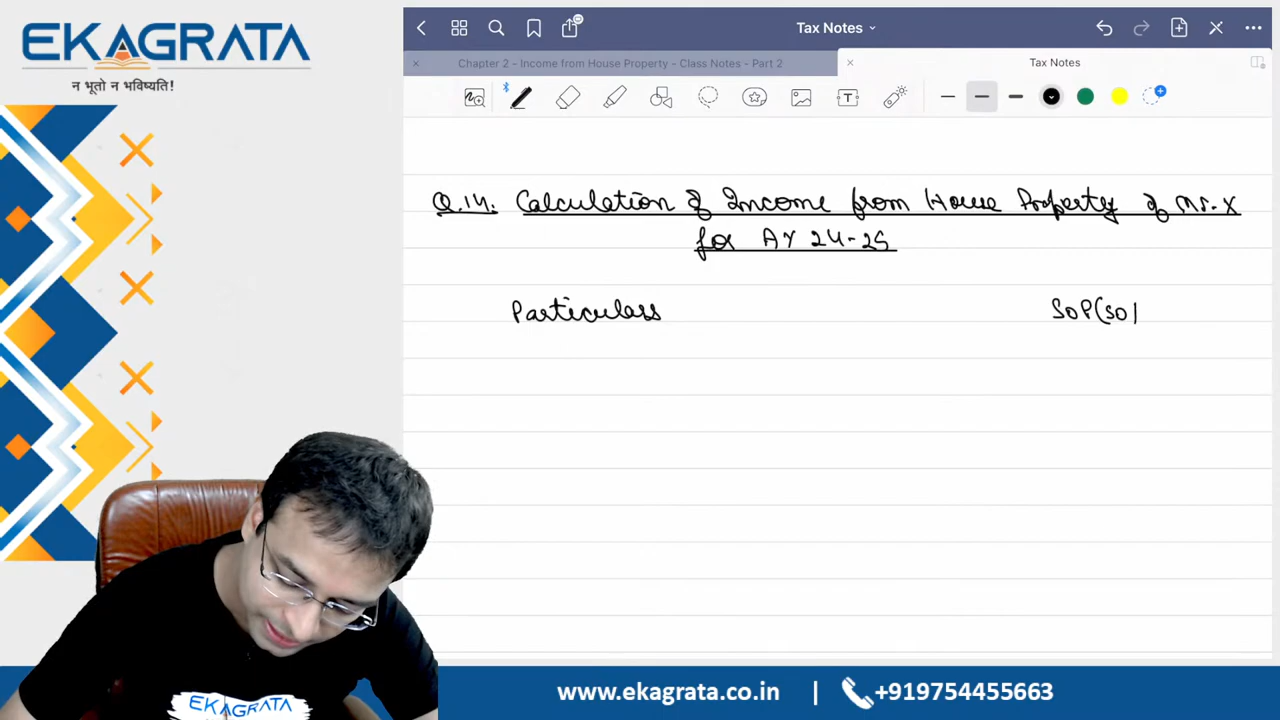 EKAGRATA
न भूतो न भविष्यति!
Tax Notes
Chapter 2 - Income from House Property - Class Notes - Part 2
Tax Notes
Q.14. Calculation of Income from House Property of Mr. X
for AY 24-25
Particulars
SOP(50%
EKAGRATA
www.ekagrata.co.in | +919754455663